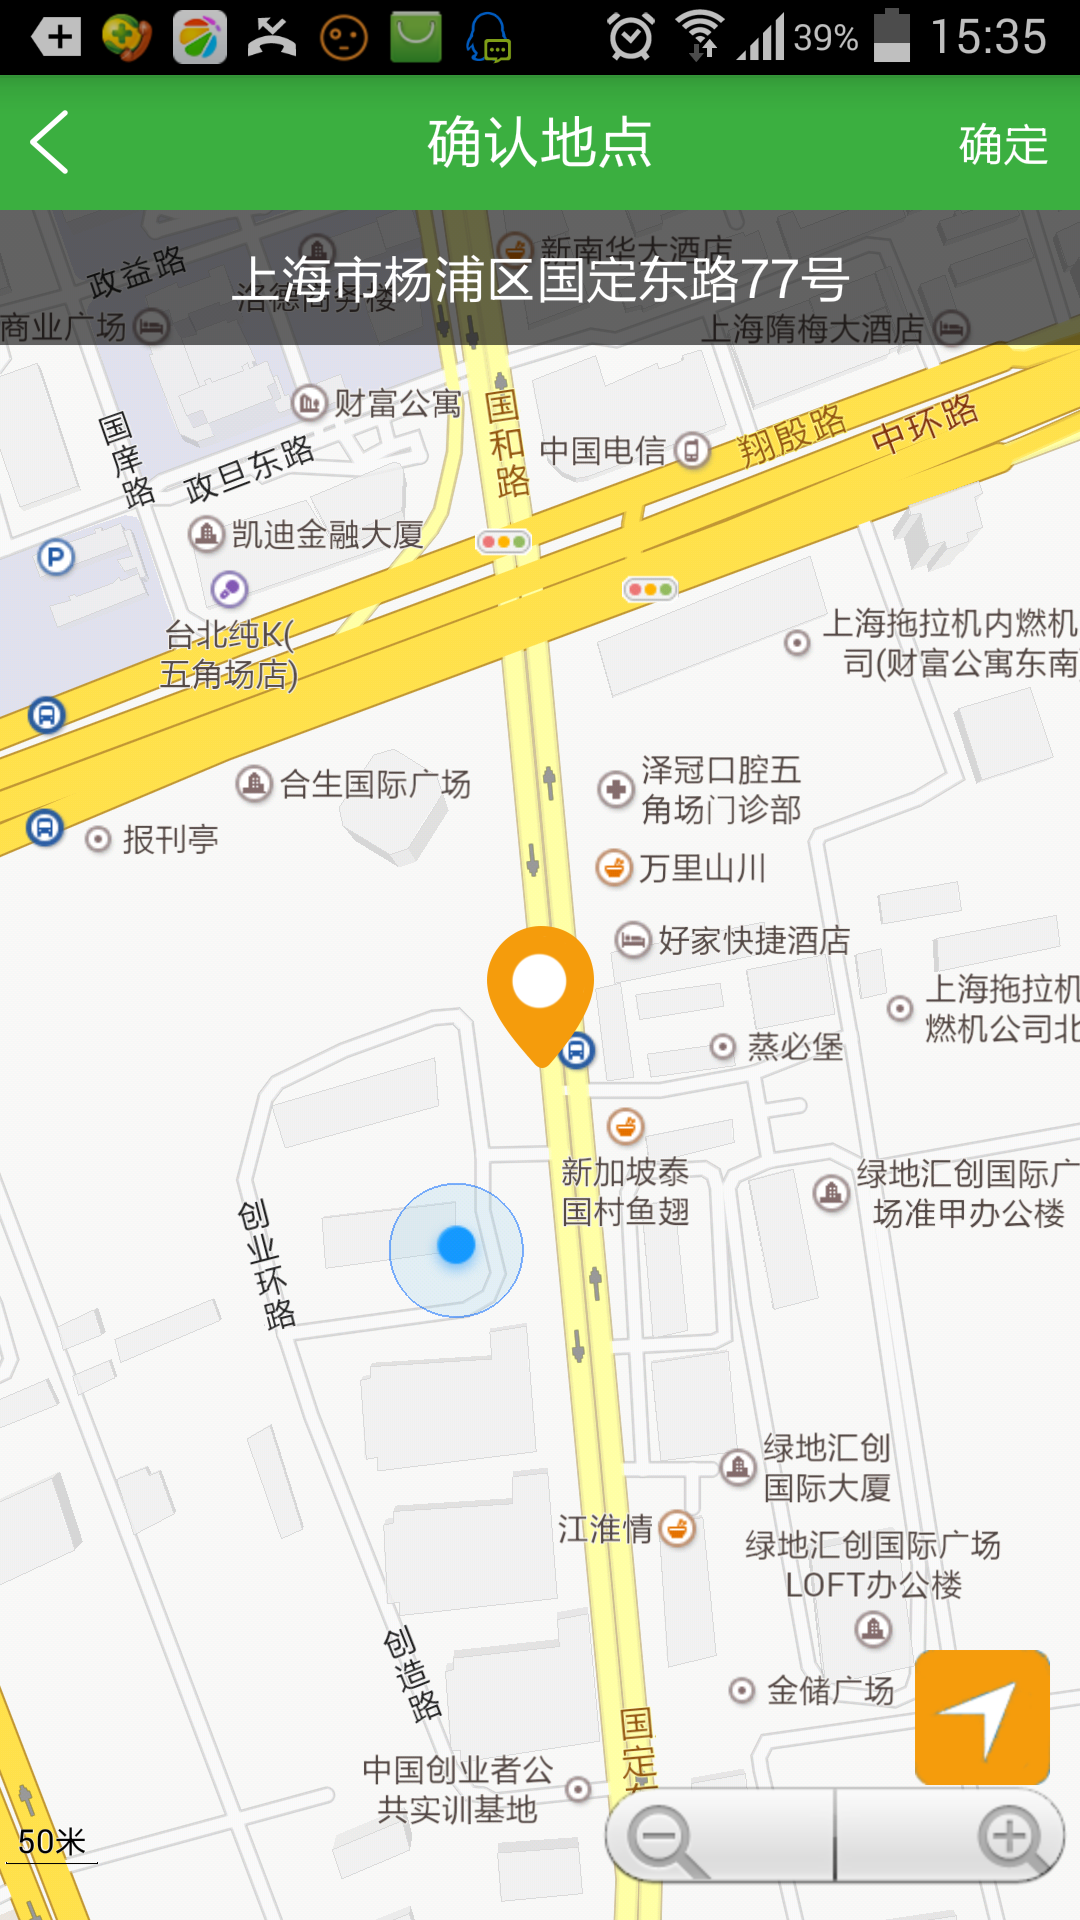 39% 15:35
确认地点
确定
政益路
新南华大酒店
上海市杨浦区国定东路77号
商业广场
上海隋梅大酒店
财富公寓
国和路
国庠路
政旦东路
中国电信
翔殷路
中环路
凯迪金融大厦
P
台北纯K(
五角场店)
上海拖拉机内燃机
司(财富公寓东南
合生国际广场
泽冠口腔五
角场门诊部
报刊亭
万里山川
好家快捷酒店
上海拖拉机
燃机公司北
蒸必堡
新加坡泰
国村鱼翅
绿地汇创国际广
场准甲办公楼
创业环路
绿地汇创
国际大厦
江淮情
绿地汇创国际广场
LOFT办公楼
创造路
金储广场
国定
中国创业者公
共实训基地
50米